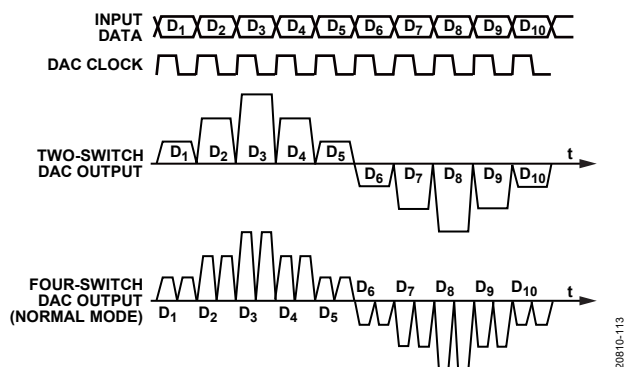 INPUT
DATA
D1 D2 D3 D4 D5 D6 D7 D8 D9 D10
DAC CLOCK
TWO-SWITCH
DAC OUTPUT
D1 D2 D3 D4 D5
D6 D7 D8 D9 D10
t
FOUR-SWITCH
DAC OUTPUT
(NORMAL MODE)
D1 D2 D3 D4 D5
D6 D7 D8 D9 D10
t
20810-113